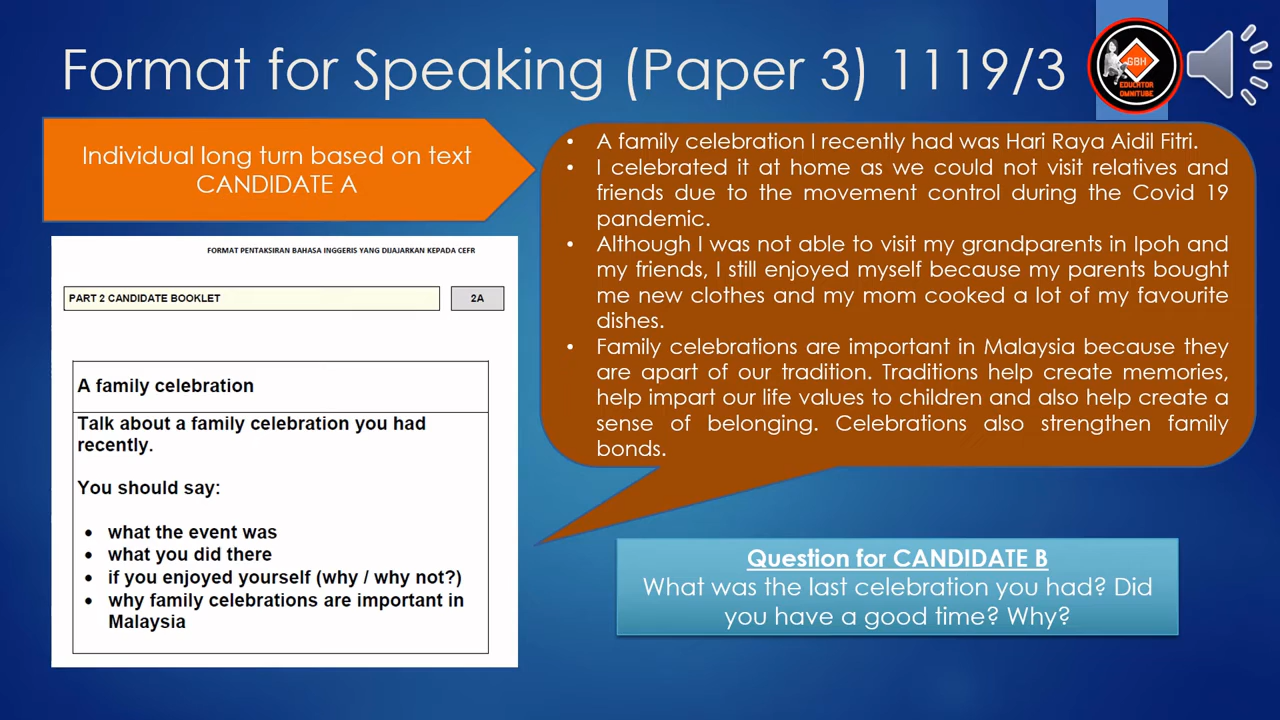 Format for Speaking (Paper 3) 1119/3
GBH
EDUCATOR
OMNITUBE
Individual long turn based on text
CANDIDATE A
FORMAT PENTAKSIRAN BAHASA INGGERIS YANG DIJAJARKAN KEPADA CEFR
PART 2 CANDIDATE BOOKLET
2A
A family celebration
Talk about a family celebration you had
recently.
You should say:
• what the event was
• what you did there
• if you enjoyed yourself (why / why not?)
• why family celebrations are important in
Malaysia
• A family celebration I recently had was Hari Raya Aidil Fitri.
• I celebrated it at home as we could not visit relatives and
friends due to the movement control during the Covid 19
pandemic.
• Although I was not able to visit my grandparents in Ipoh and
my friends, I still enjoyed myself because my parents bought
me new clothes and my mom cooked a lot of my favourite
dishes.
• Family celebrations are important in Malaysia because they
are apart of our tradition. Traditions help create memories,
help impart our life values to children and also help create a
sense of belonging. Celebrations also strengthen family
bonds.
Question for CANDIDATE B
What was the last celebration you had? Did
you have a good time? Why?